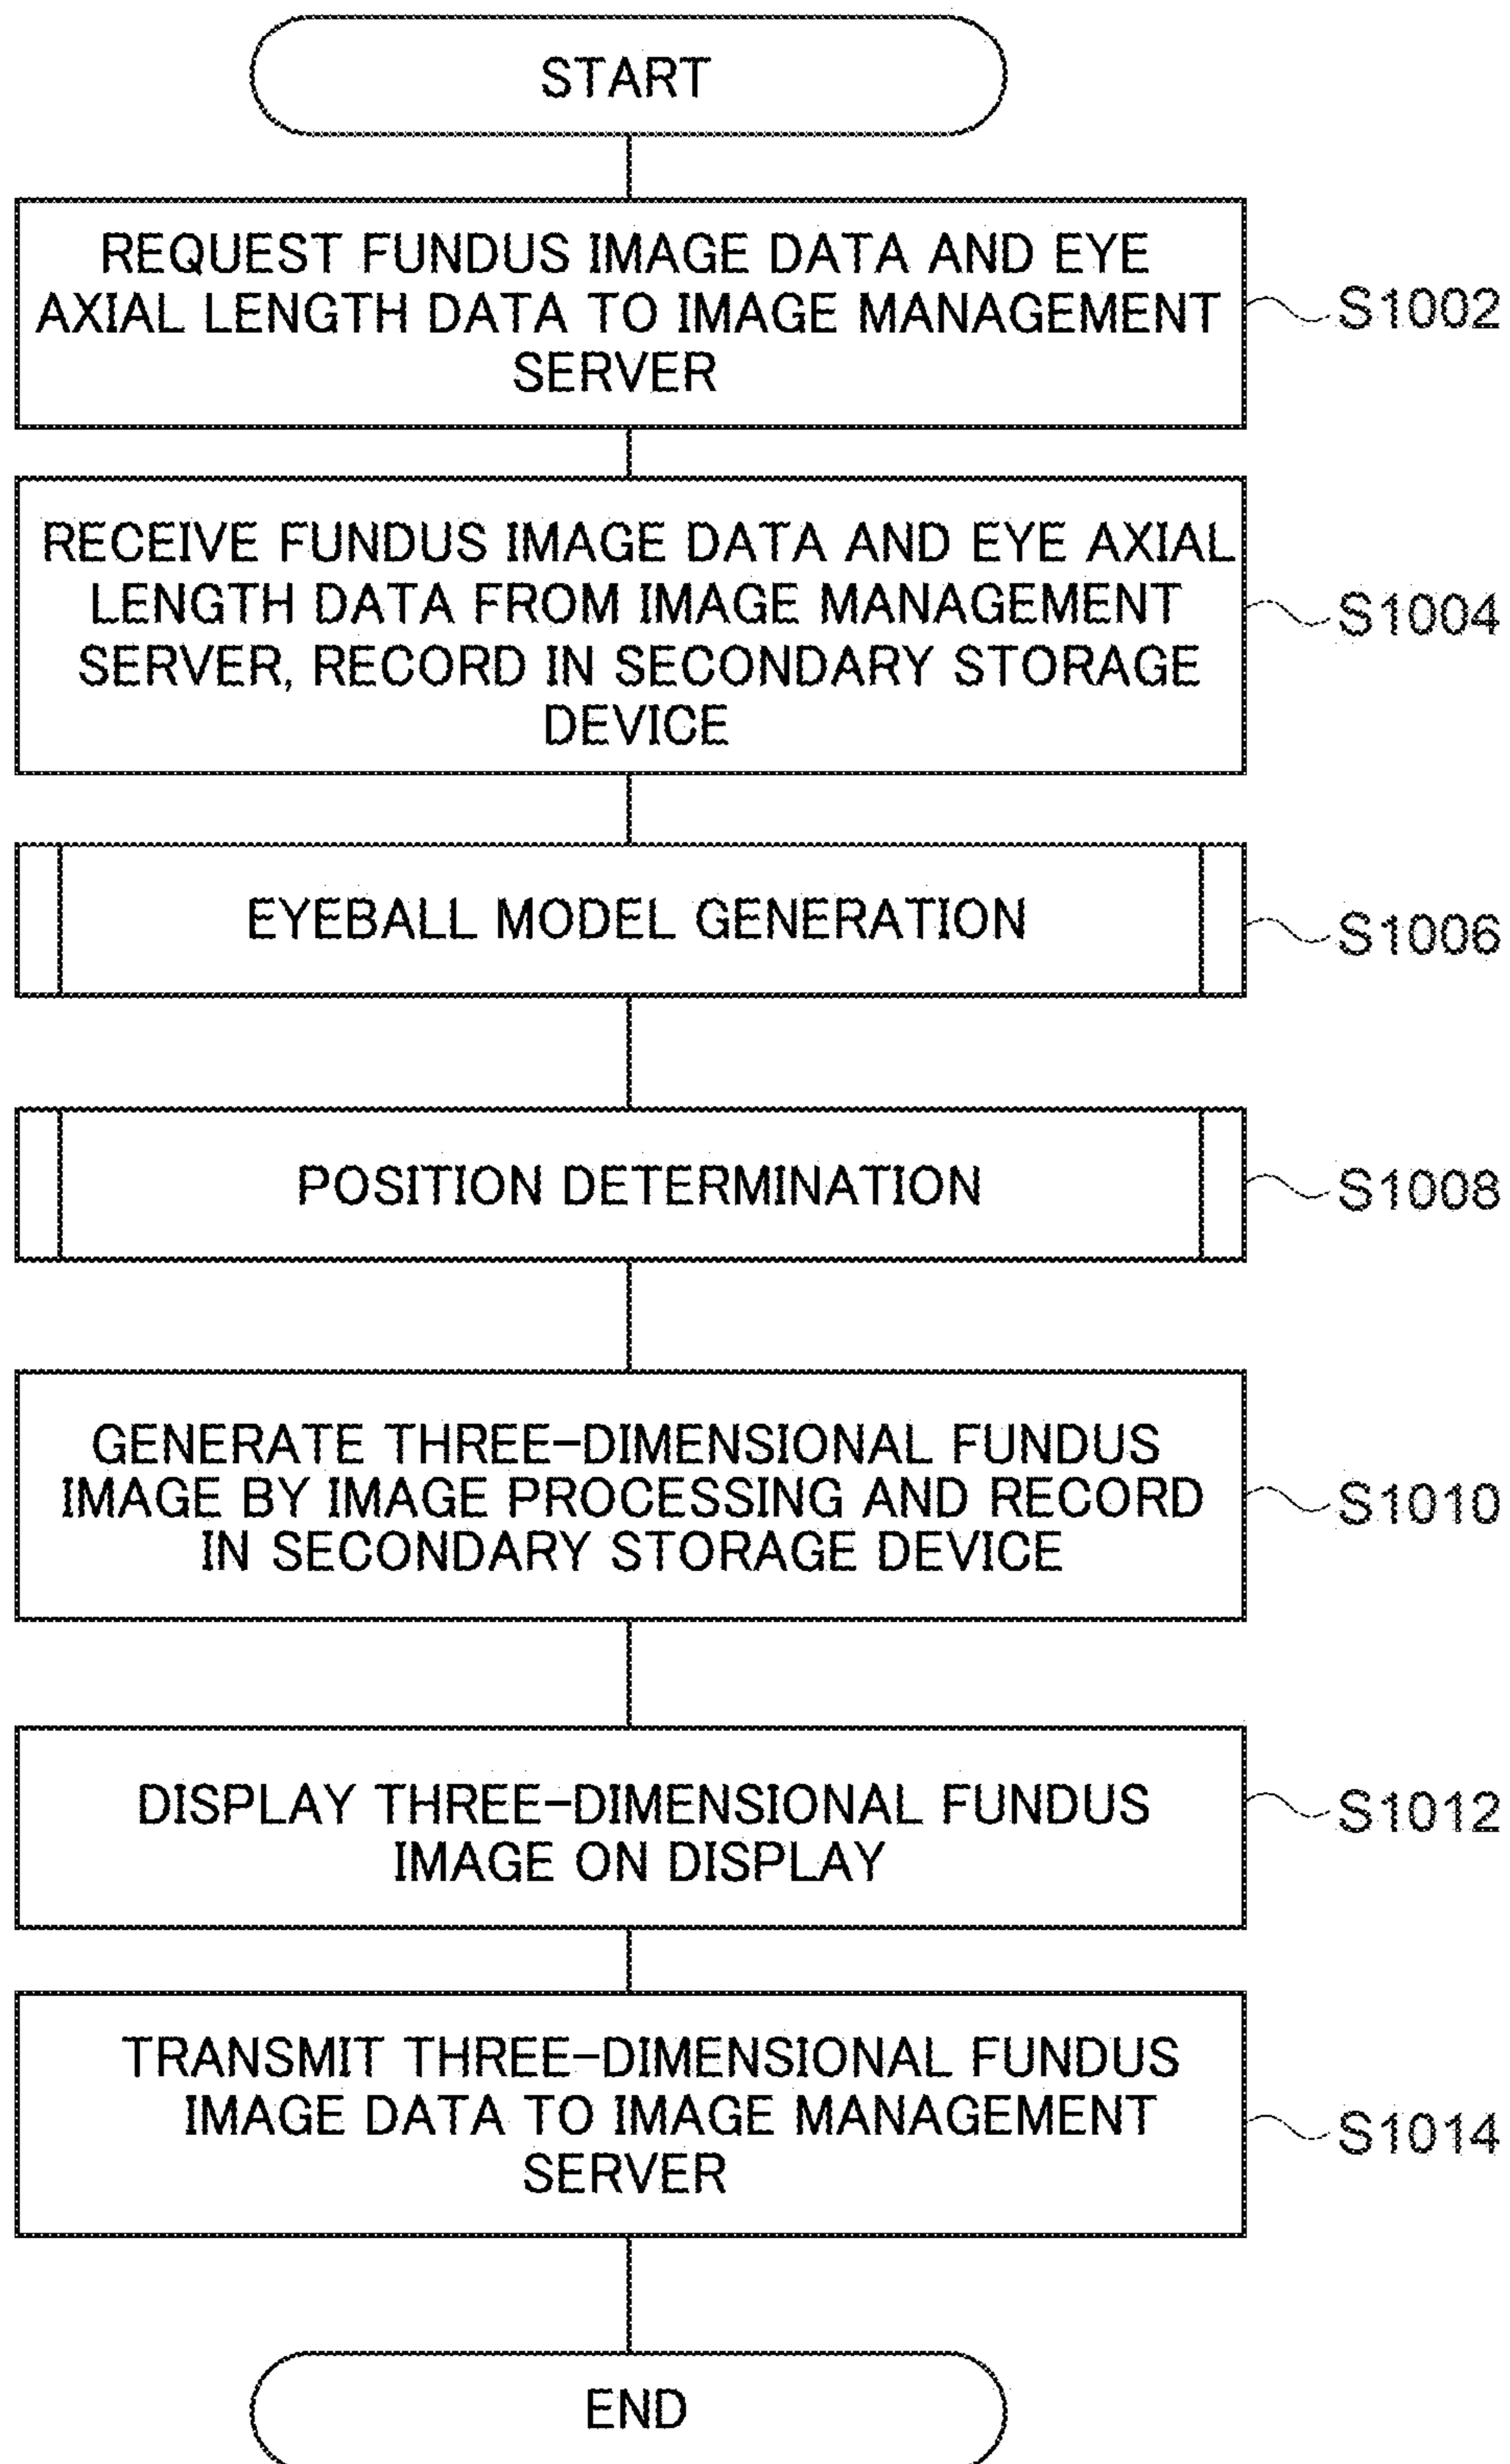 START
REQUEST FUNDUS IMAGE DATA AND EYE
AXIAL LENGTH DATA TO IMAGE MANAGEMENT
SERVER
S1002
RECEIVE FUNDUS IMAGE DATA AND EYE AXIAL
LENGTH DATA FROM IMAGE MANAGEMENT
SERVER, RECORD IN SECONDARY STORAGE
DEVICE
S1004
EYEBALL MODEL GENERATION
S1006
POSITION DETERMINATION
S1008
GENERATE THREE-DIMENSIONAL FUNDUS
IMAGE BY IMAGE PROCESSING AND RECORD
IN SECONDARY STORAGE DEVICE
S1010
DISPLAY THREE-DIMENSIONAL FUNDUS
IMAGE ON DISPLAY
S1012
TRANSMIT THREE-DIMENSIONAL FUNDUS
IMAGE DATA TO IMAGE MANAGEMENT
SERVER
S1014
END